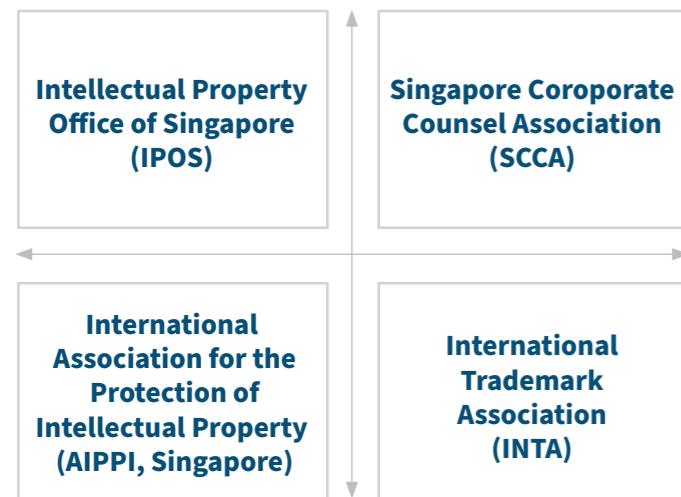 Intellectual Property
Office of Singapore
(IPOS)
Singapore Coroporate
Counsel Association
(SCCA)
International
Association for the
Protection of
Intellectual Property
(AIPPI, Singapore)
International
Trademark
Association
(INTA)